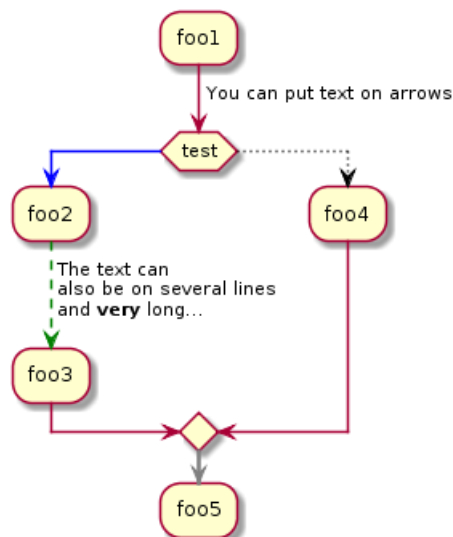 foo1
You can put text on arrows
test
foo2
foo4
The text can
also be on several lines
and very long...
foo3
foo5